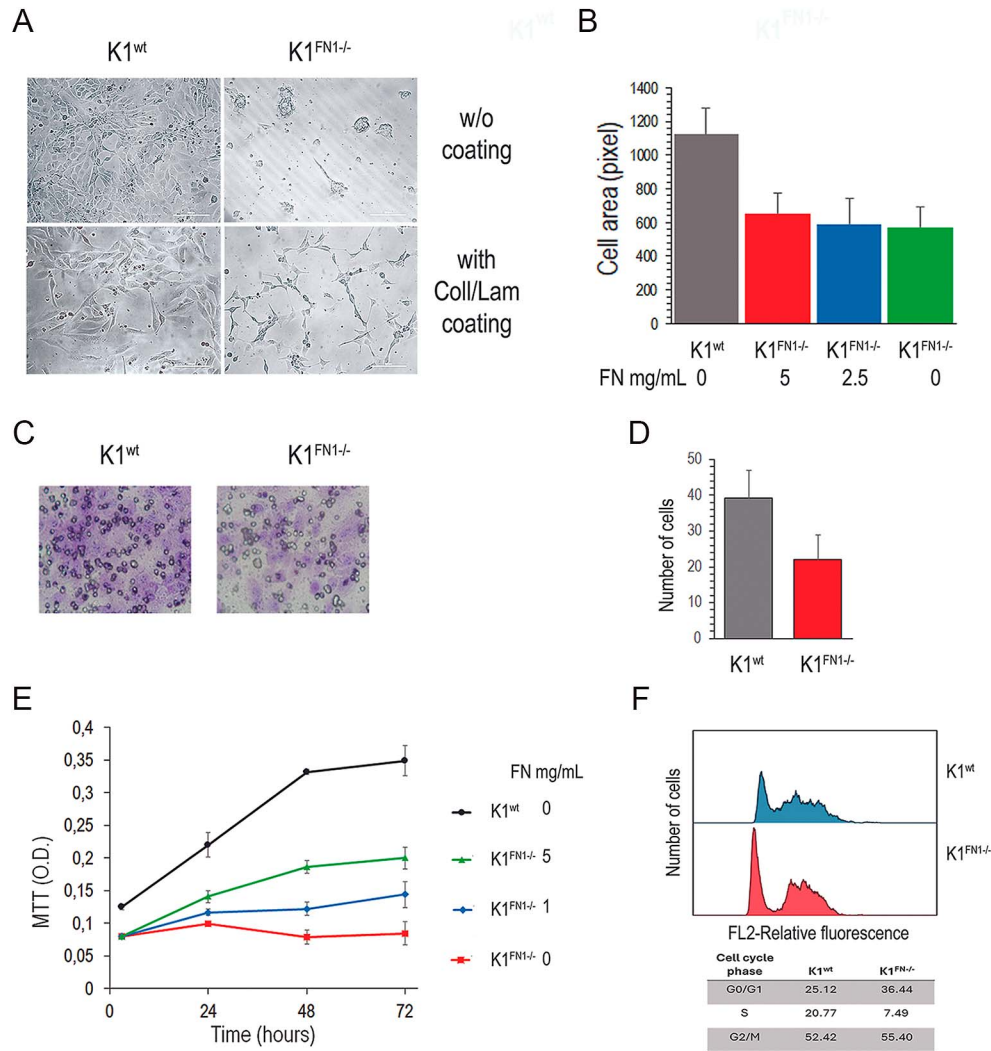 A
K1wt
K1FN1-/-
w/o
coating
with
Coll/Lam
coating
K1wt
K1FN1-/-
B
Cell area (pixel)
1400
1200
1000
800
600
400
200
0
K1wt K1FN1-/- K1FN1-/- K1FN1-/-
FN mg/mL 0 5 2.5 0
C
K1wt
K1FN1-/-
D
Number of cells
50
40
30
20
10
0
K1wt K1FN1-/-
E
MTT (O.D.)
0,4
0,35
0,3
0,25
0,2
0,15
0,1
0,05
0
0 24 48 72
Time (hours)
FN mg/mL
K1wt 0
K1FN1-/- 5
K1FN1-/- 1
K1FN1-/- 0
F
Number of cells
K1wt
K1FN1-/-
FL2-Relative fluorescence
Cell cycle
phase K1wt K1FN-/-
G0/G1 25.12 36.44
S 20.77 7.49
G2/M 52.42 55.40